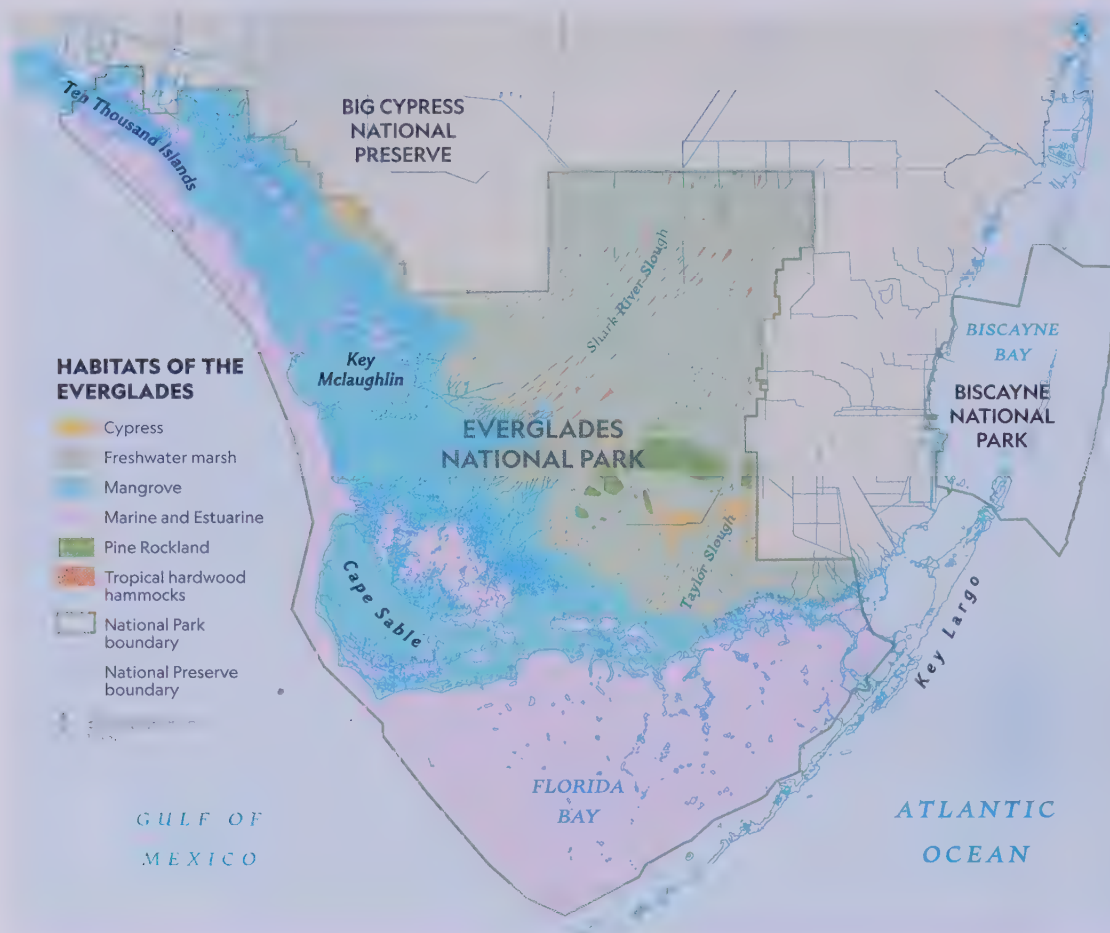 Ten Thousand Islands
BIG CYPRESS
NATIONAL
PRESERVE
Shark River Slough
BISCAYNE
BAY
BISCAYNE
NATIONAL
PARK
HABITATS OF THE
EVERGLADES
Cypress
Freshwater marsh
Mangrove
Marine and Estuarine
Pine Rockland
Tropical hardwood
hammocks
National Park
boundary
National Preserve
boundary
Key
Mclaughlin
EVERGLADES
NATIONAL PARK
Taylor Slough
Cape Sable
Key Largo
FLORIDA
BAY
GULF OF
MEXICO
ATLANTIC
OCEAN